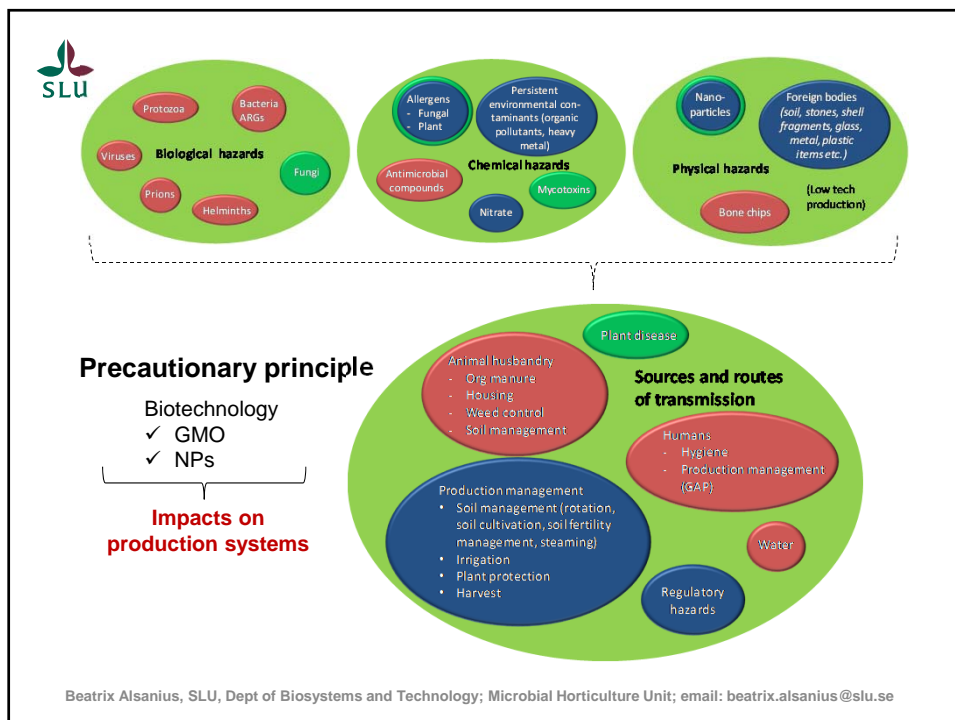 SLU
Protozoa
Bacteria
ARGs
Viruses
Biological hazards
Fungi
Prions
Helminths
Allergens
- Fungal
- Plant
Persistent
environmental con-
taminants (organic
pollutants, heavy
metal)
Antimicrobial
compounds
Chemical hazards
Mycotoxins
Nitrate
Nano-
particles
Foreign bodies
(soil, stones, shell
fragments, glass,
metal, plastic
items etc.)
Physical hazards
(Low tech
production)
Bone chips
Precautionary principle
Biotechnology
✓ GMO
✓ NPs
Impacts on
production systems
Plant disease
Animal husbandry
- Org manure
- Housing
- Weed control
- Soil management
Sources and routes
of transmission
Humans
- Hygiene
- Production management
(GAP)
Production management
• Soil management (rotation,
soil cultivation, soil fertility
management, steaming)
• Irrigation
• Plant protection
• Harvest
Water
Regulatory
hazards
Beatrix Alsanius, SLU, Dept of Biosystems and Technology; Microbial Horticulture Unit; email: beatrix.alsanius@slu.se